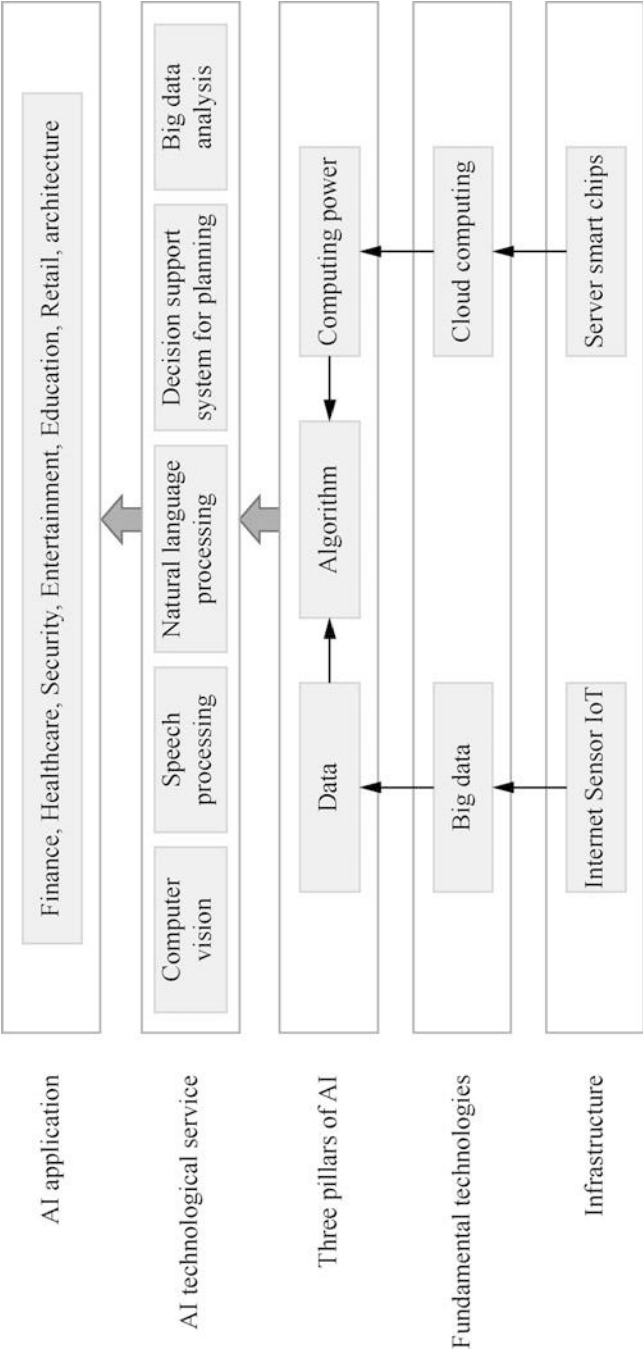 AI application
Finance, Healthcare, Security, Entertainment, Education, Retail, architecture
AI technological service
Computer
vision
Speech
processing
Natural language
processing
Decision support
system for planning
Big data
analysis
Three pillars of AI
Data
Algorithm
Computing power
Fundamental technologies
Big data
Cloud computing
Infrastructure
Internet Sensor IoT
Server smart chips